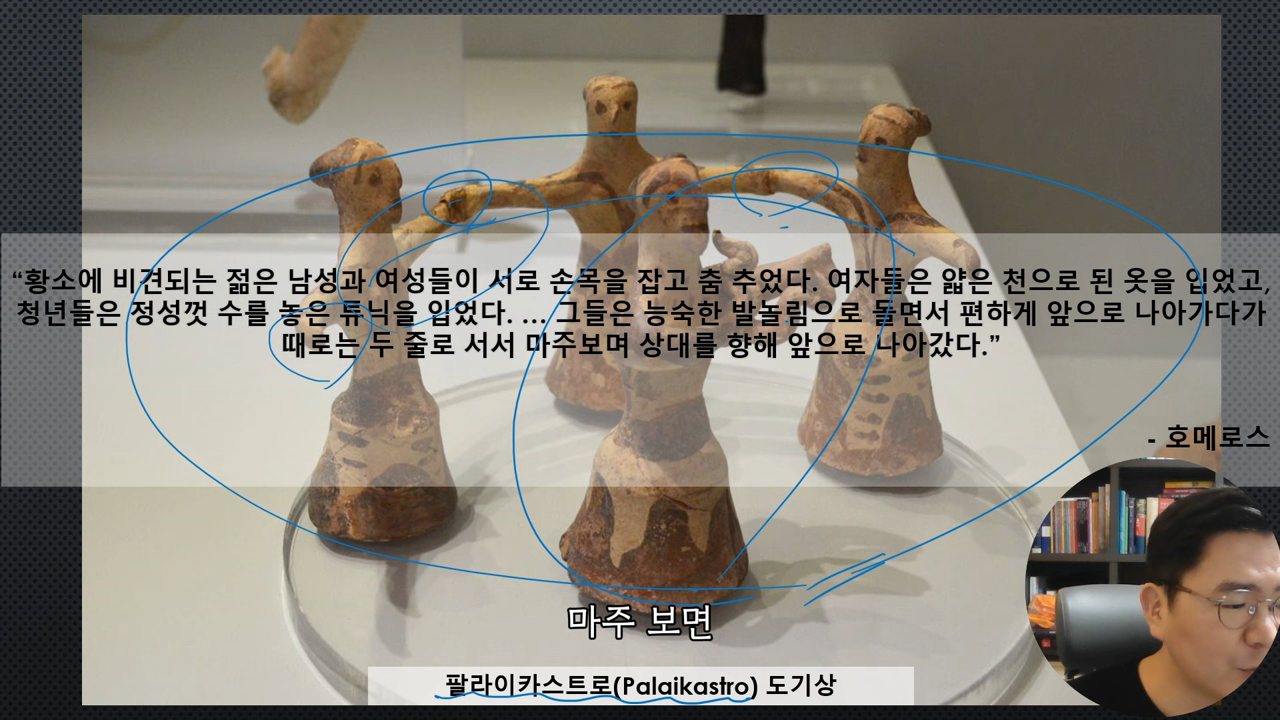 “황소에 비견되는 젊은 남성과 여성들이 서로 손목을 잡고 춤 추었다. 여자들은 얇은 천으로 된 옷을 입었고,
청년들은 정성껏 수를 놓은 튜닉을 입었다. … 그들은 능숙한 발놀림으로 돌면서 편하게 앞으로 나아가다가
때로는 두 줄로 서서 마주보며 상대를 향해 앞으로 나아갔다.”
- 호메로스
마주 보면
팔라이카스트로(Palaikastro) 도기상